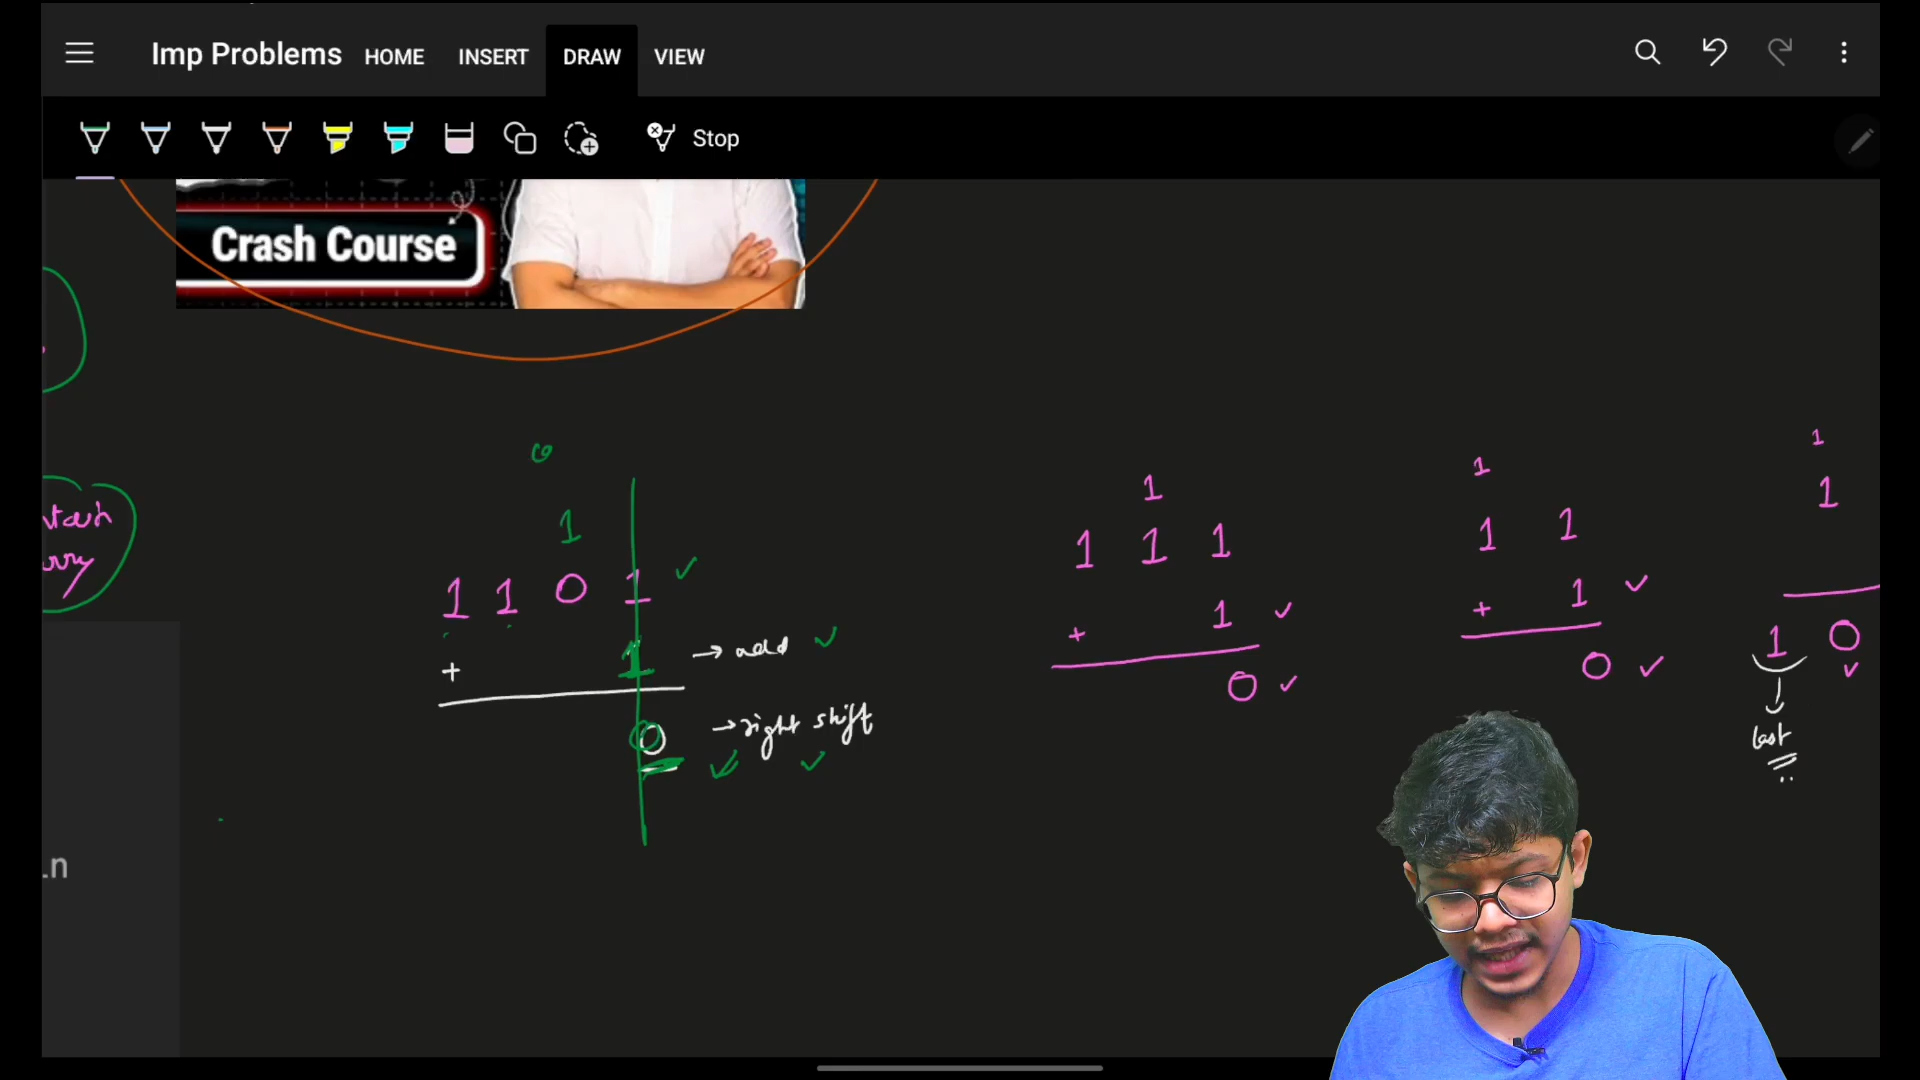 Imp Problems HOME INSERT DRAW VIEW
Stop
Crash Course
1
1 1 0 1
+ 1 → add
0 → right shift
1
1 1 1
+ 1
0
1
1 1
+ 1
0
1
1
1 0
last